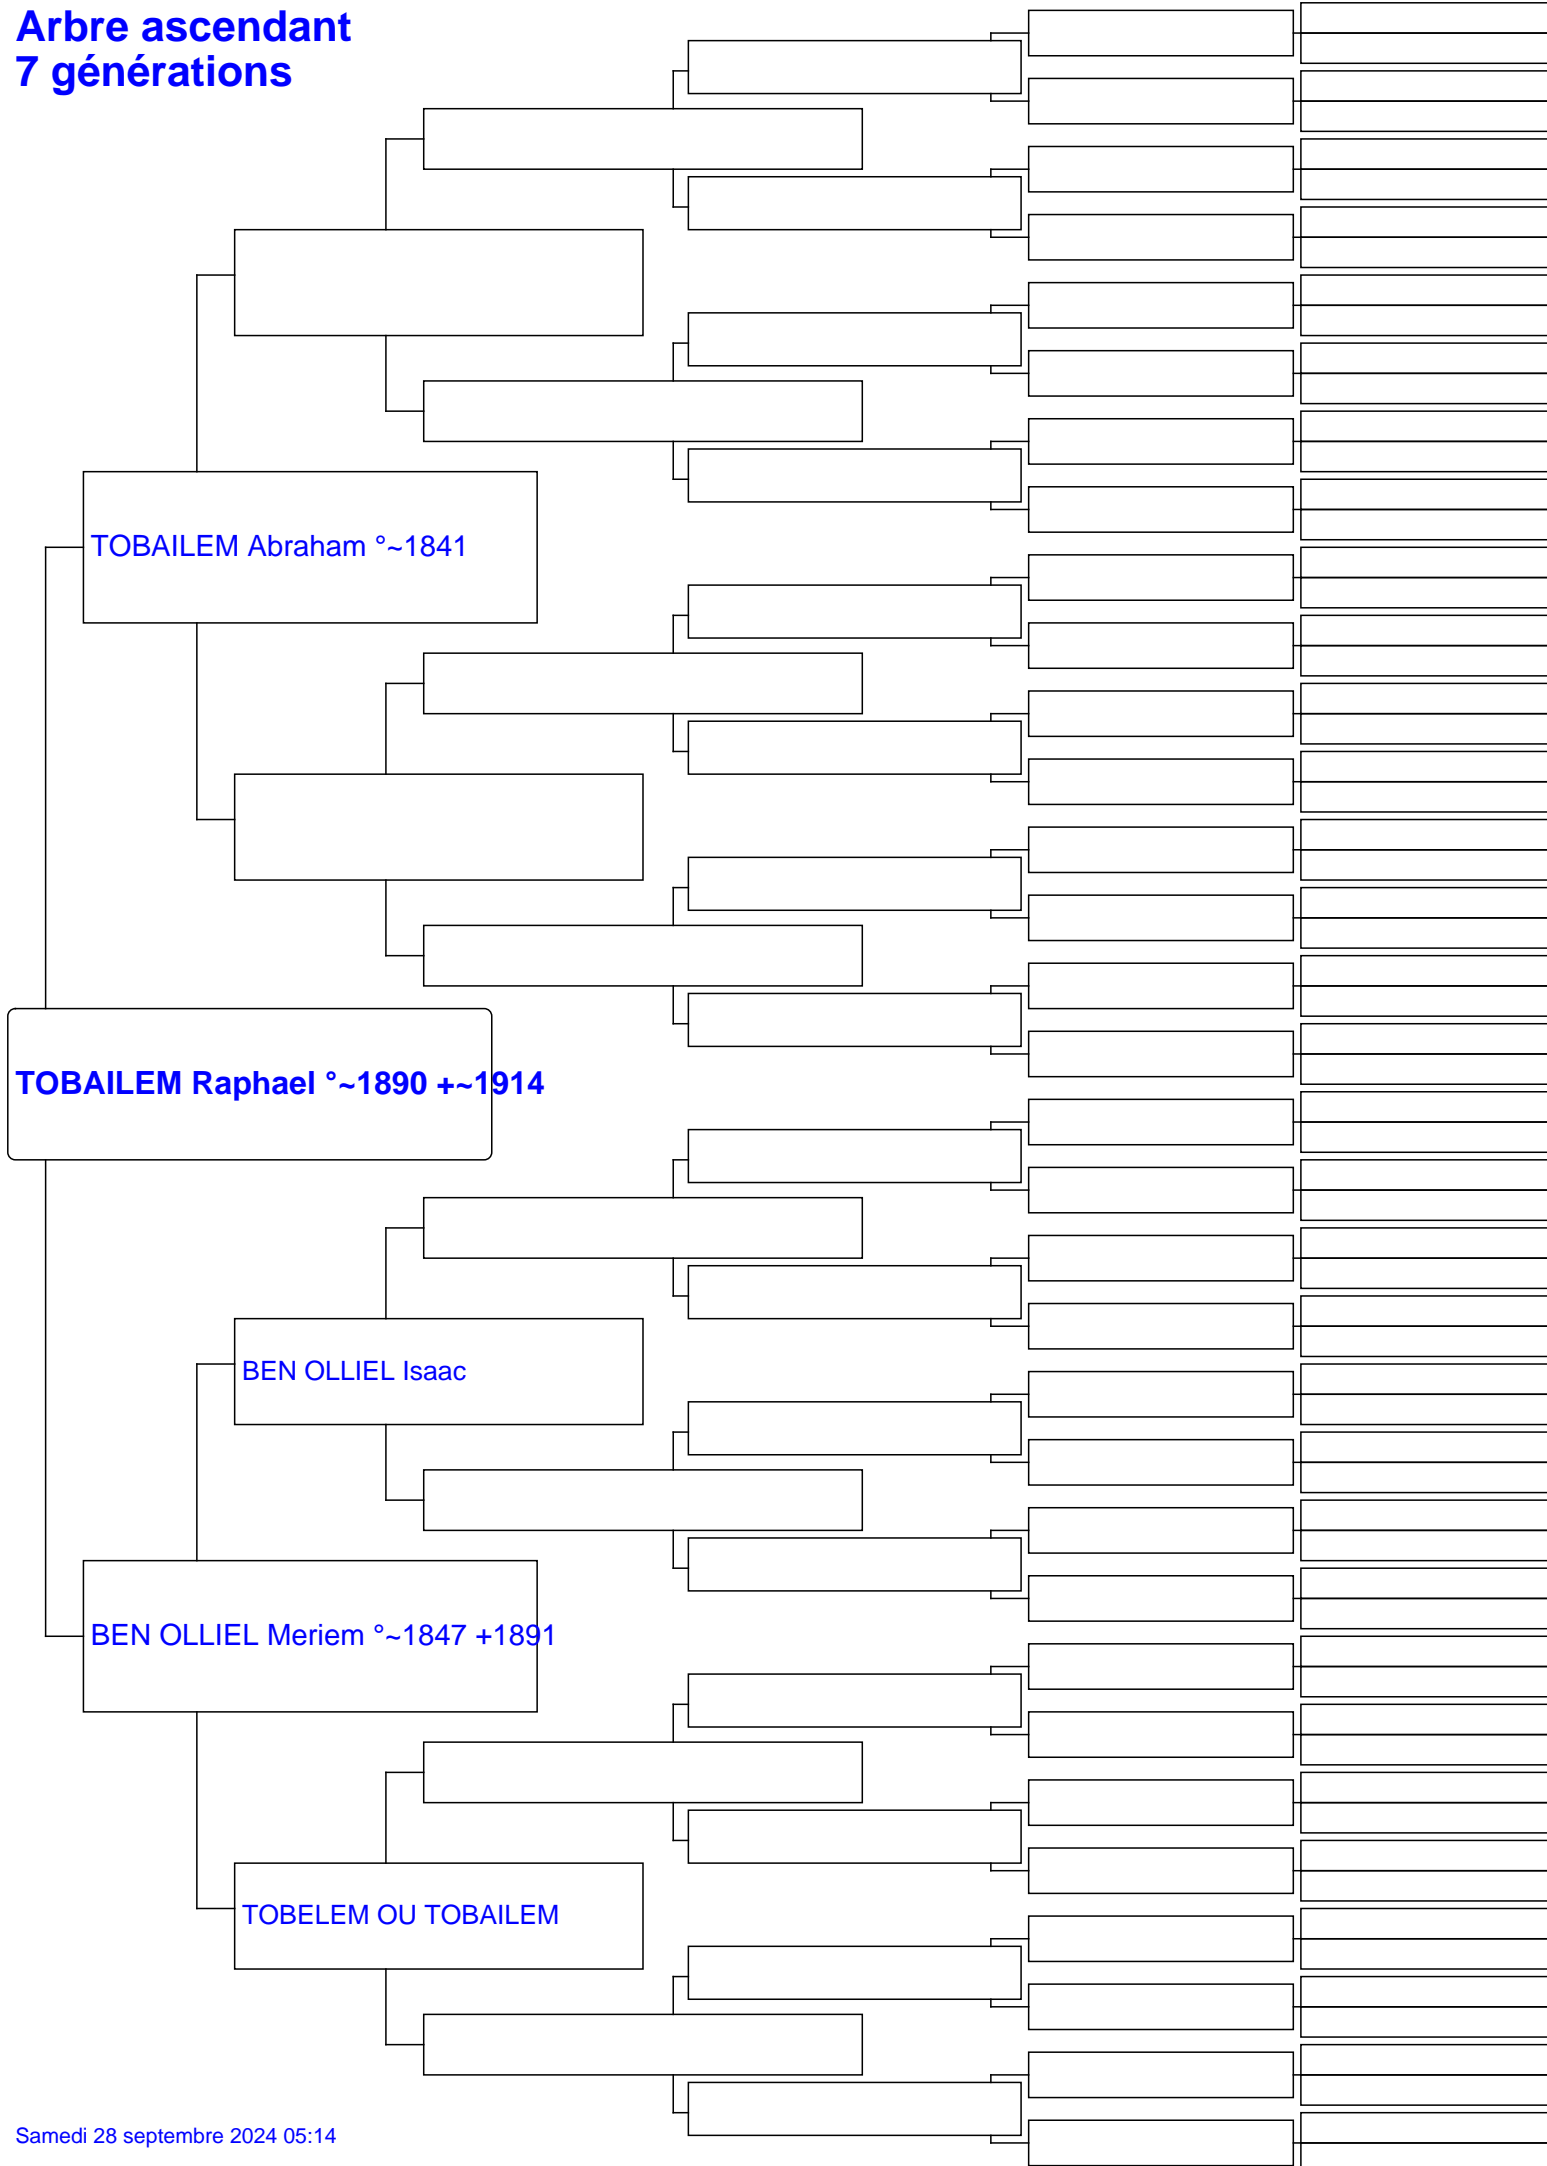 Arbre ascendant
7 générations
TOBAILEM Abraham °~1841
TOBAILEM Raphael °~1890 +~1914
BEN OLLIEL Isaac
BEN OLLIEL Meriem °~1847 +1891
TOBELEM OU TOBAILEM
Samedi 28 septembre 2024 05:14